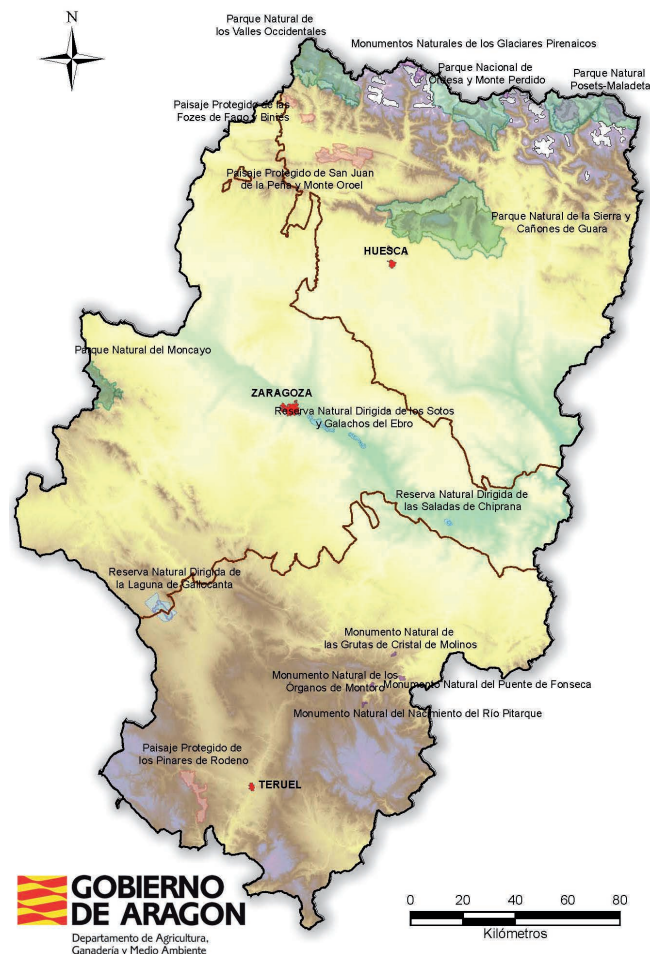 N
Parque Natural de
los Valles Occidentales
Monumentos Naturales de los Glaciares Pirenaicos
Parque Nacional de
Ordesa y Monte Perdido
Parque Natural
Posets-Maladeta
Paisaje Protegido de las
Fozes de Fago y Binies
Paisaje Protegido de San Juan
de la Peña y Monte Oroel
Parque Natural de la Sierra y
Cañones de Guara
HUESCA
Parque Natural del Moncayo
ZARAGOZA
Reserva Natural Dirigida de los Sotos
y Galachos del Ebro
Reserva Natural Dirigida de
las Saladas de Chiprana
Reserva Natural Dirigida de
la Laguna de Gallocanta
Monumento Natural de
las Grutas de Cristal de Molinos
Monumento Natural de los
Órganos de Montoro
Monumento Natural del Puente de Fonseca
Monumento Natural del Nacimiento del Río Pitarque
Paisaje Protegido de
los Pinares de Rodeno
TERUEL
GOBIERNO
DE ARAGON
Departamento de Agricultura,
Ganadería y Medio Ambiente
0 20 40 60 80
Kilómetros